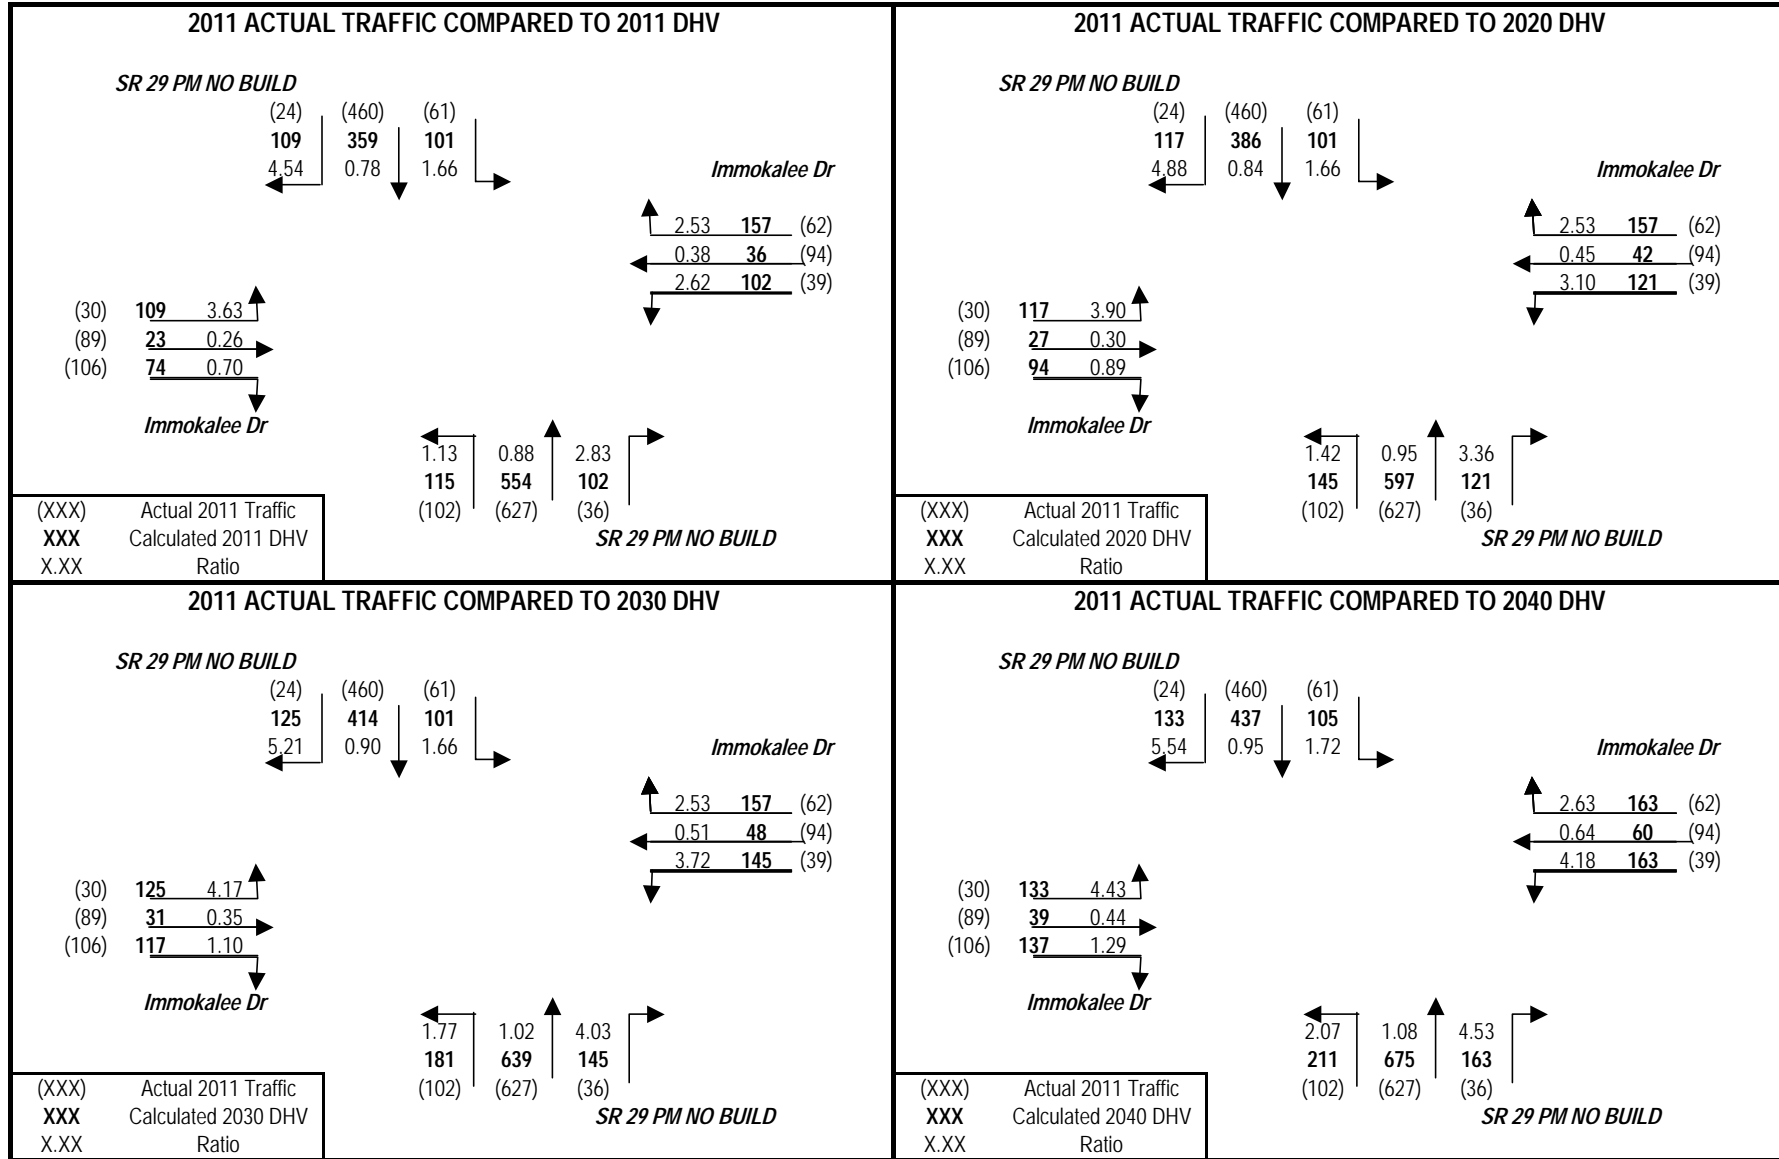 2011 ACTUAL TRAFFIC COMPARED TO 2011 DHV
SR 29 PM NO BUILD
(24) (460) (61)
109 359 101
4.54 0.78 1.66
Immokalee Dr
2.53 157 (62)
0.38 36 (94)
2.62 102 (39)
(30) 109 3.63
(89) 23 0.26
(106) 74 0.70
Immokalee Dr
1.13 0.88 2.83
115 554 102
(102) (627) (36)
SR 29 PM NO BUILD
(XXX) Actual 2011 Traffic
XXX Calculated 2011 DHV
X.XX Ratio
2011 ACTUAL TRAFFIC COMPARED TO 2020 DHV
SR 29 PM NO BUILD
(24) (460) (61)
117 386 101
4.88 0.84 1.66
Immokalee Dr
2.53 157 (62)
0.45 42 (94)
3.10 121 (39)
(30) 117 3.90
(89) 27 0.30
(106) 94 0.89
Immokalee Dr
1.42 0.95 3.36
145 597 121
(102) (627) (36)
SR 29 PM NO BUILD
(XXX) Actual 2011 Traffic
XXX Calculated 2020 DHV
X.XX Ratio
2011 ACTUAL TRAFFIC COMPARED TO 2030 DHV
SR 29 PM NO BUILD
(24) (460) (61)
125 414 101
5.21 0.90 1.66
Immokalee Dr
2.53 157 (62)
0.51 48 (94)
3.72 145 (39)
(30) 125 4.17
(89) 31 0.35
(106) 117 1.10
Immokalee Dr
1.77 1.02 4.03
181 639 145
(102) (627) (36)
SR 29 PM NO BUILD
(XXX) Actual 2011 Traffic
XXX Calculated 2030 DHV
X.XX Ratio
2011 ACTUAL TRAFFIC COMPARED TO 2040 DHV
SR 29 PM NO BUILD
(24) (460) (61)
133 437 105
5.54 0.95 1.72
Immokalee Dr
2.63 163 (62)
0.64 60 (94)
4.18 163 (39)
(30) 133 4.43
(89) 39 0.44
(106) 137 1.29
Immokalee Dr
2.07 1.08 4.53
211 675 163
(102) (627) (36)
SR 29 PM NO BUILD
(XXX) Actual 2011 Traffic
XXX Calculated 2040 DHV
X.XX Ratio